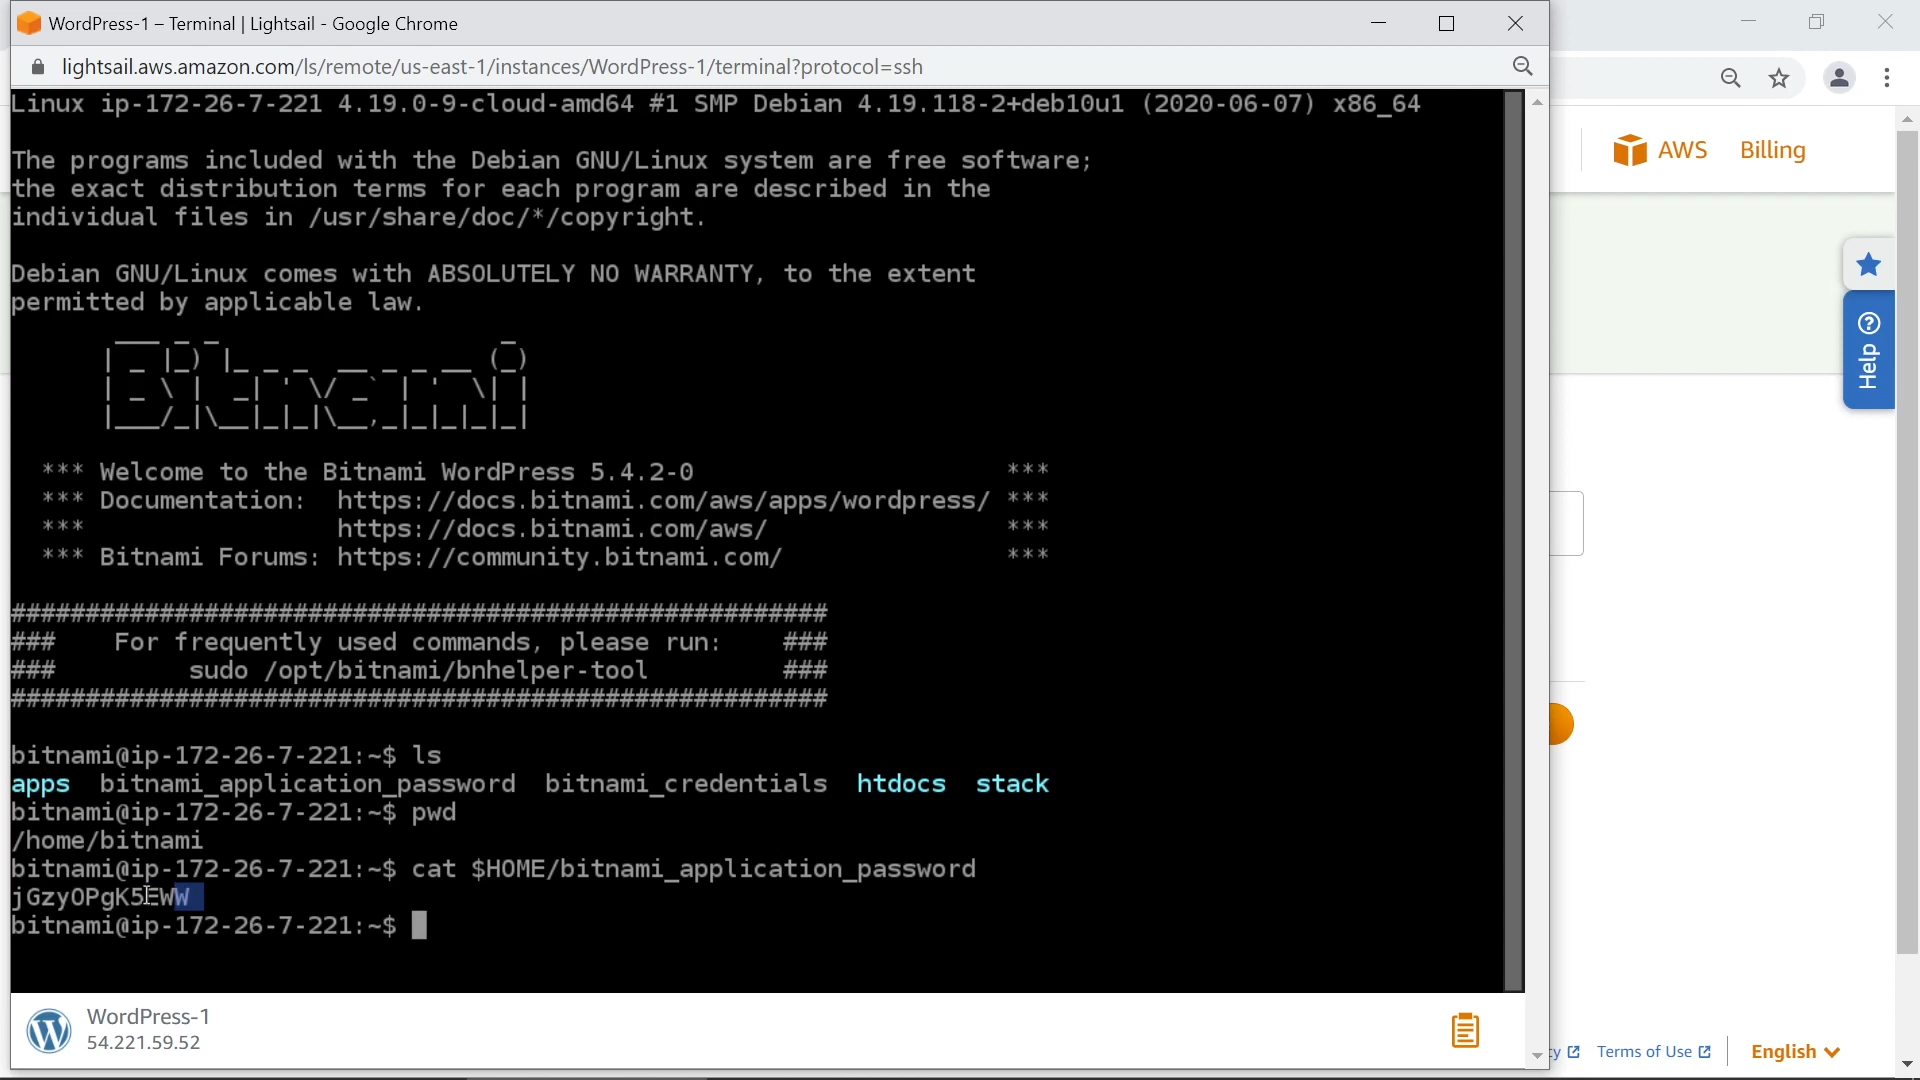 WordPress-1 – Terminal | Lightsail - Google Chrome
lightsail.aws.amazon.com/ls/remote/us-east-1/instances/WordPress-1/terminal?protocol=ssh
Linux ip-172-26-7-221 4.19.0-9-cloud-amd64 #1 SMP Debian 4.19.118-2+deb10u1 (2020-06-07) x86_64
The programs included with the Debian GNU/Linux system are free software;
the exact distribution terms for each program are described in the
individual files in /usr/share/doc/*/copyright.
Debian GNU/Linux comes with ABSOLUTELY NO WARRANTY, to the extent
permitted by applicable law.
Bitnami
*** Welcome to the Bitnami WordPress 5.4.2-0 ***
*** Documentation: https://docs.bitnami.com/aws/apps/wordpress/ ***
*** https://docs.bitnami.com/aws/ ***
*** Bitnami Forums: https://community.bitnami.com/ ***
#######################################################
### For frequently used commands, please run: ###
### sudo /opt/bitnami/bnhelper-tool ###
#######################################################
bitnami@ip-172-26-7-221:~$ ls
apps bitnami_application_password bitnami_credentials htdocs stack
bitnami@ip-172-26-7-221:~$ pwd
/home/bitnami
bitnami@ip-172-26-7-221:~$ cat $HOME/bitnami_application_password
jGzyOPgK5EWW
bitnami@ip-172-26-7-221:~$
WordPress-1
54.221.59.52
AWS
Billing
Help
cy
Terms of Use
English